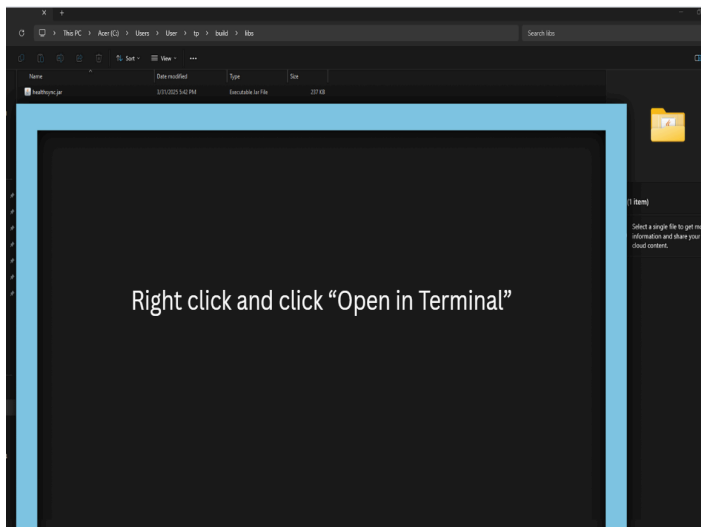 This PC > Acer (C:) > Users > User > tp > build > libs
Search libs
Sort
View
Name Date modified Type Size
healthsync.jar 3/31/2025 5:42 PM Executable Jar File 237 KB
Right click and click “Open in Terminal”
(1 item)
Select a single file to get mo
information and share your
cloud content.